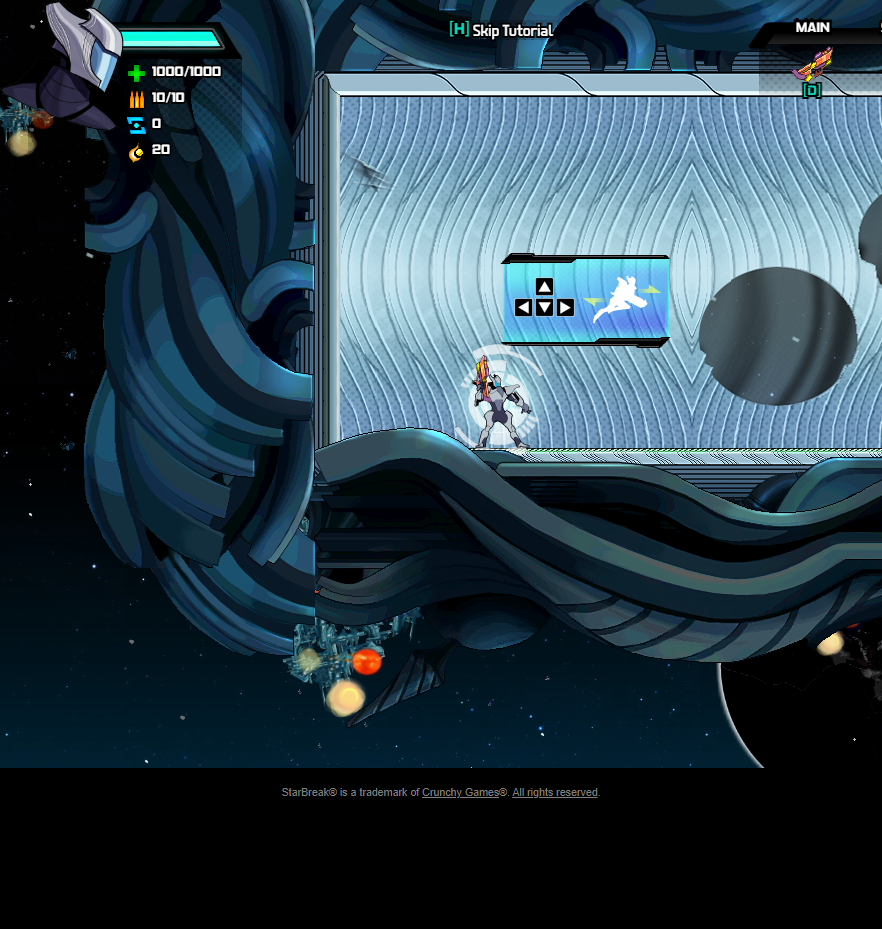 [H] Skip Tutorial
MAIN
[D]
1000/1000
10/10
0
20
StarBreak® is a trademark of Crunchy Games®. All rights reserved.